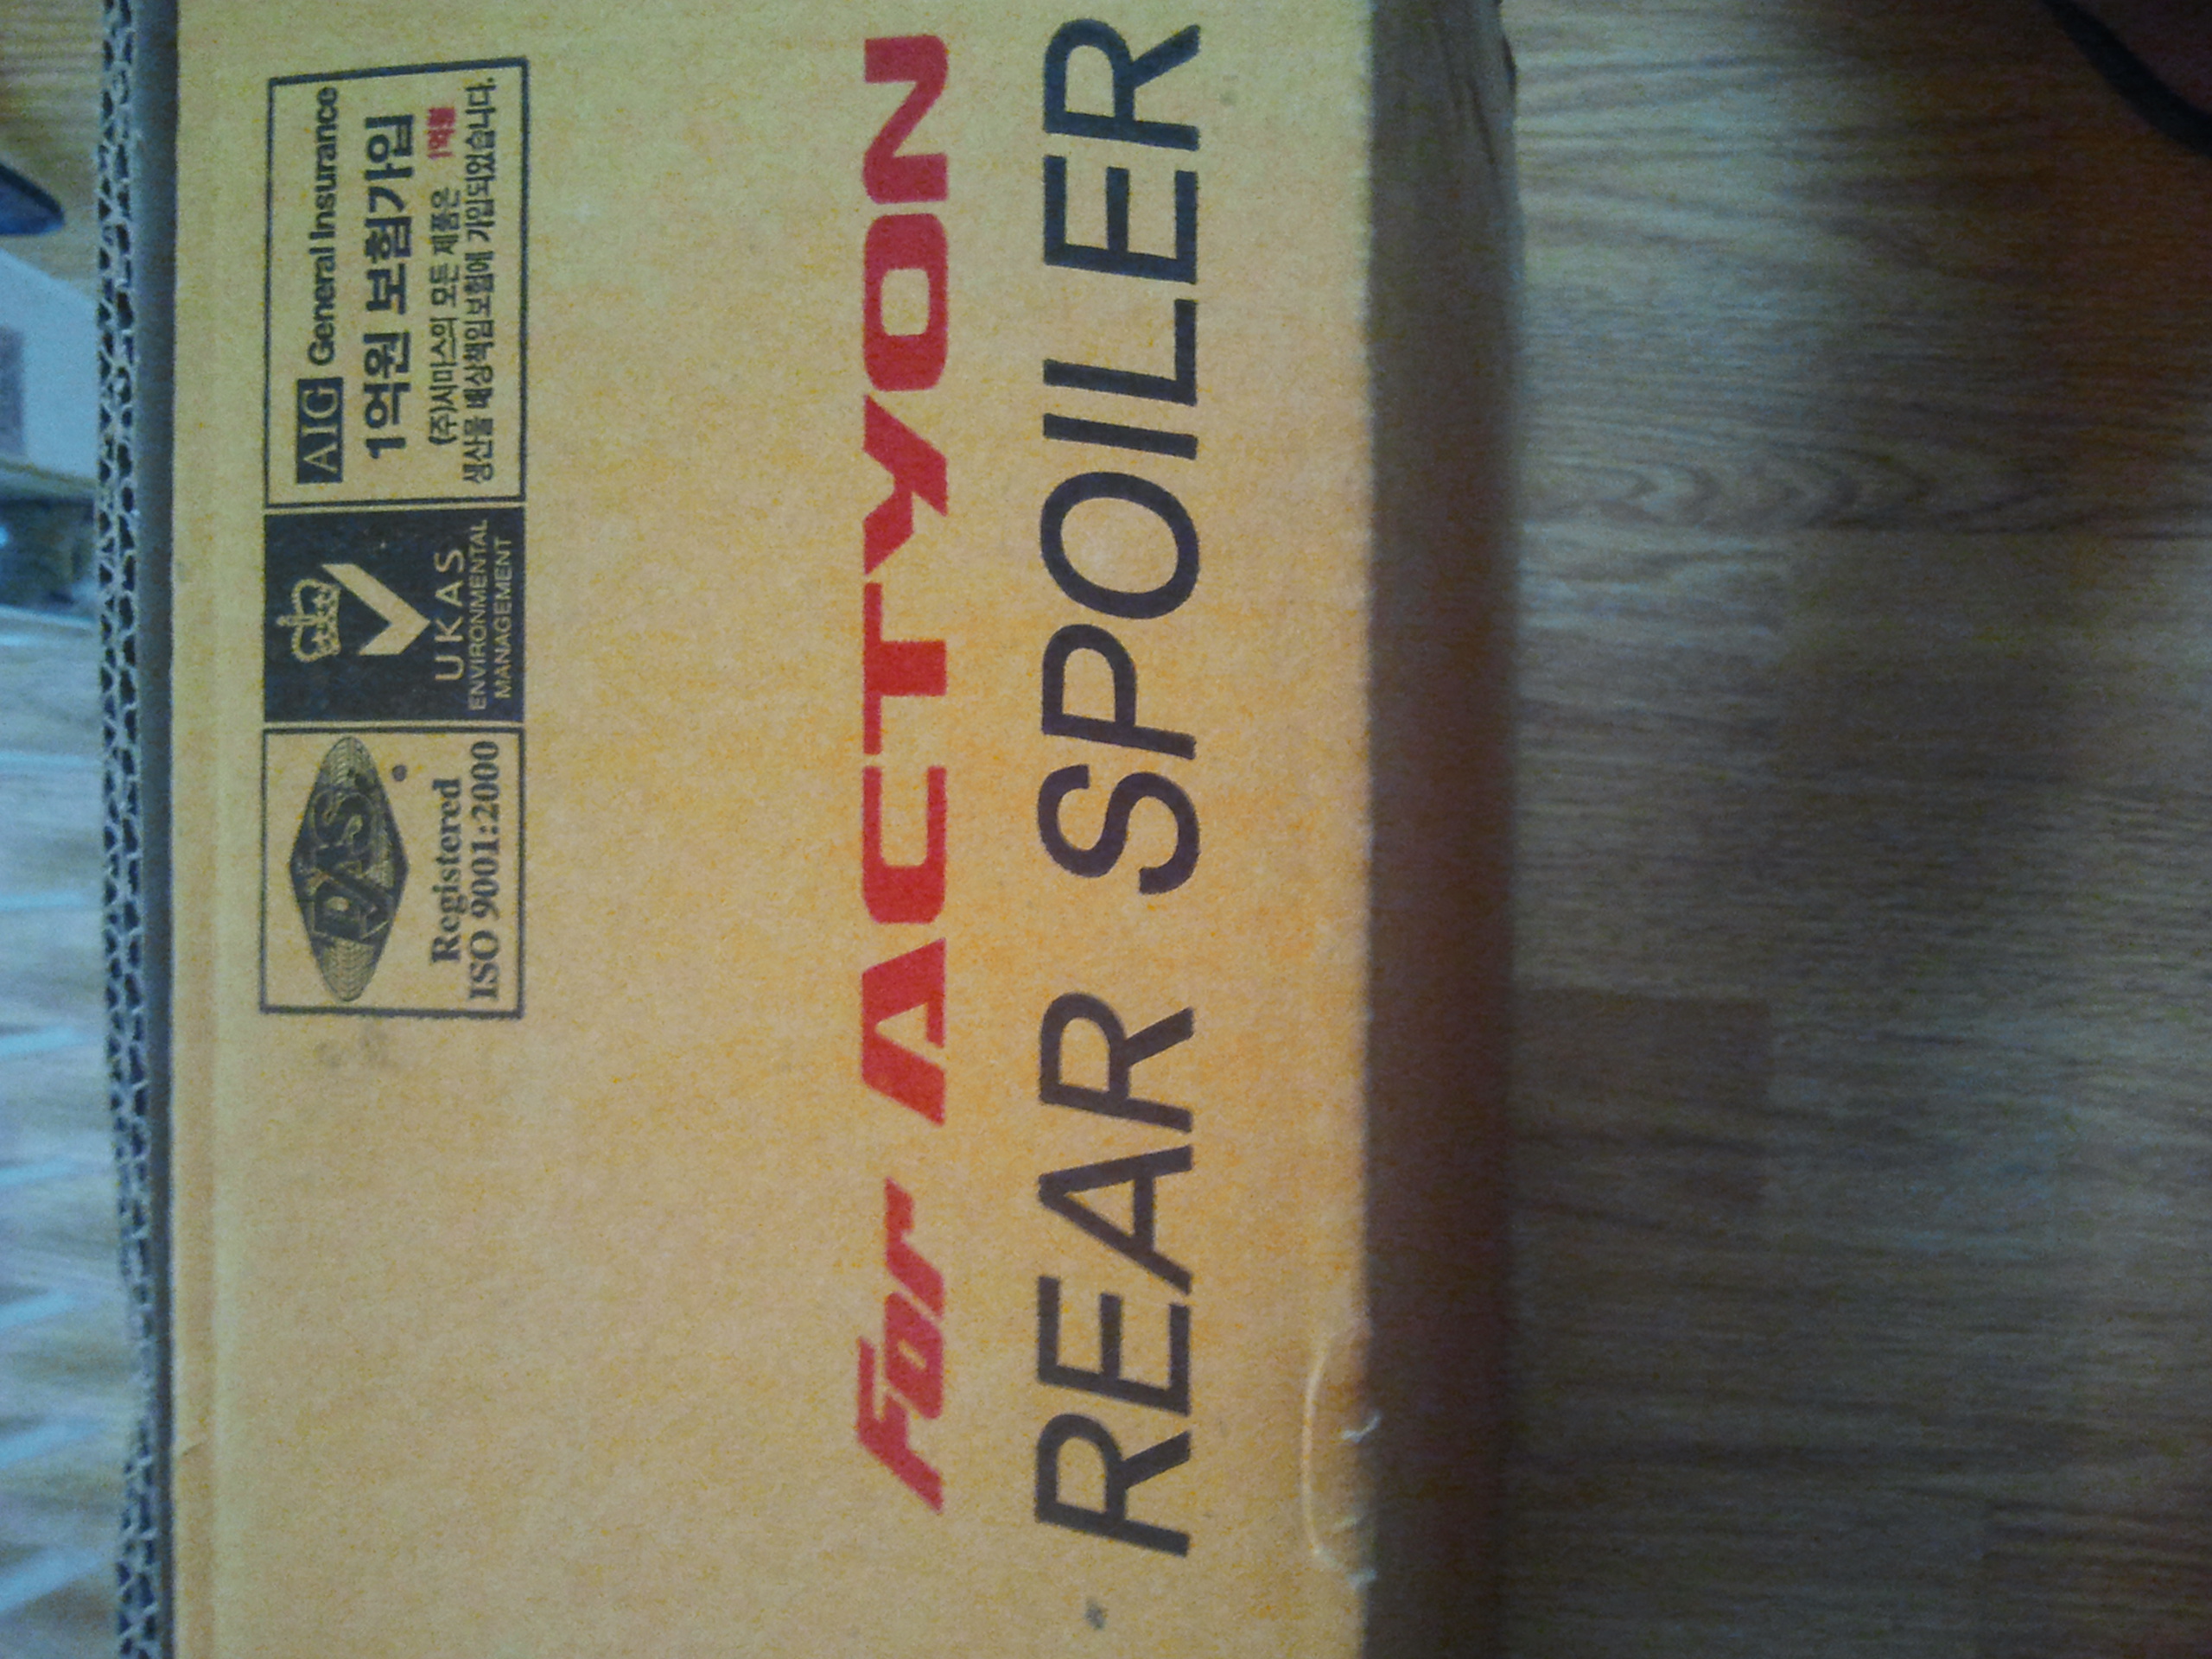 DAS
Registered
ISO 9001:2000
UKAS
ENVIRONMENTAL
MANAGEMENT
AIG General Insurance
1억원 보험가입
(주)시마스의 모든 제품은 1억원
생산물 배상책임보험에 가입되었습니다.
For ACTYON
REAR SPOILER